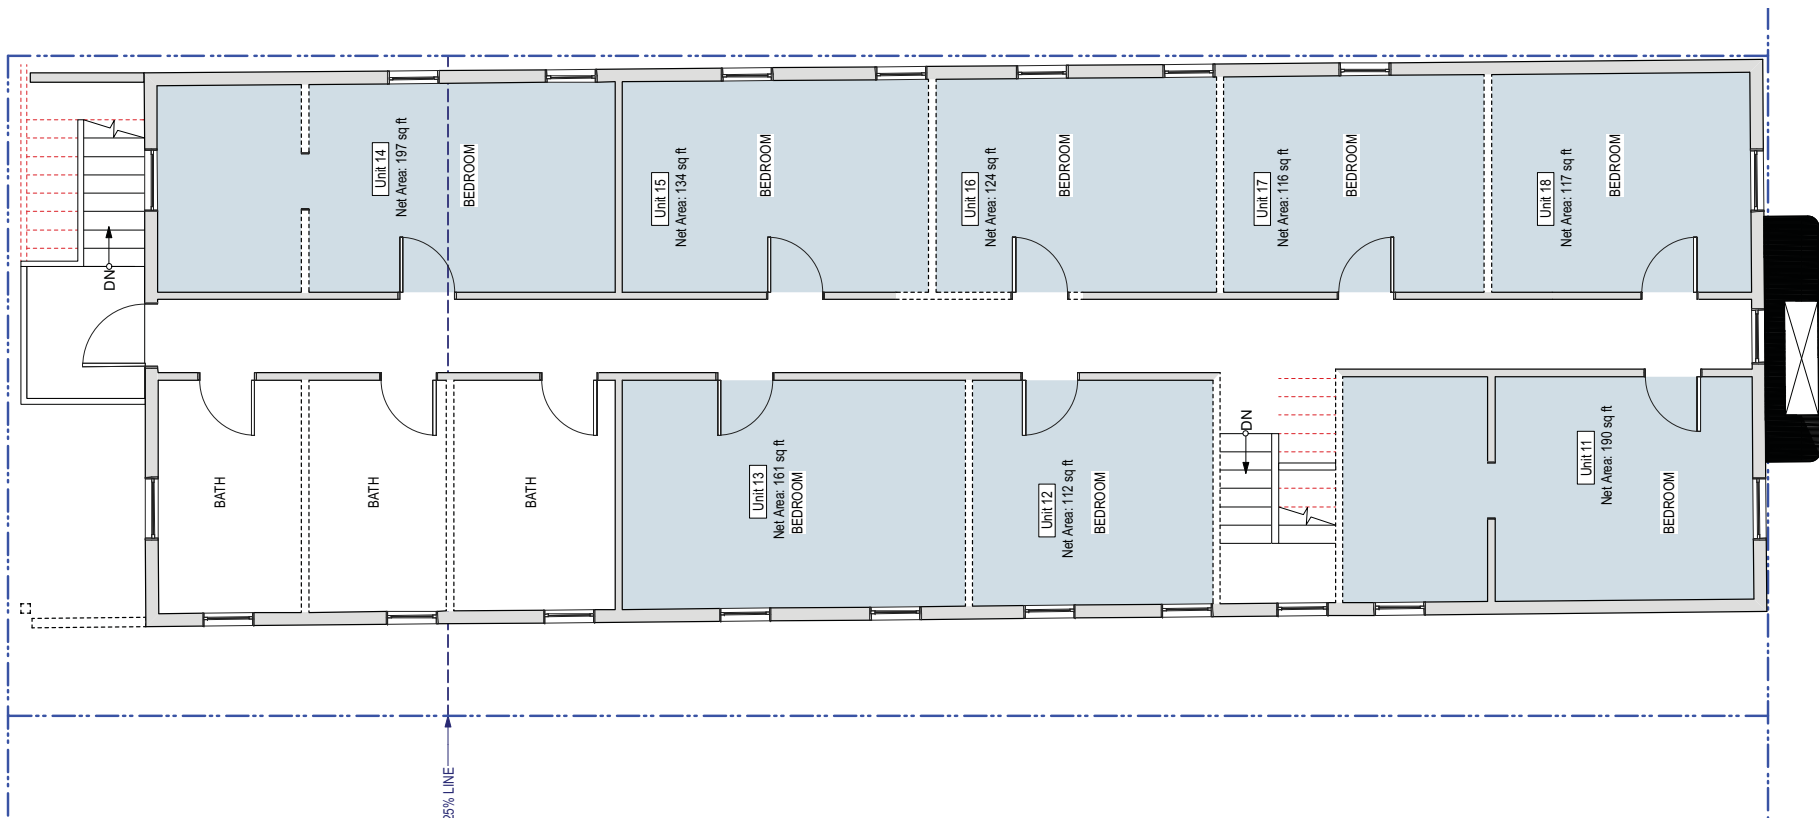 Unit 14
Net Area: 197 sq ft
BEDROOM
Unit 15
Net Area: 134 sq ft
BEDROOM
Unit 16
Net Area: 124 sq ft
BEDROOM
Unit 17
Net Area: 116 sq ft
BEDROOM
Unit 18
Net Area: 117 sq ft
BEDROOM
DN
BATH
BATH
BATH
Unit 13
Net Area: 161 sq ft
BEDROOM
Unit 12
Net Area: 112 sq ft
BEDROOM
DN
Unit 11
Net Area: 190 sq ft
BEDROOM
25% LINE